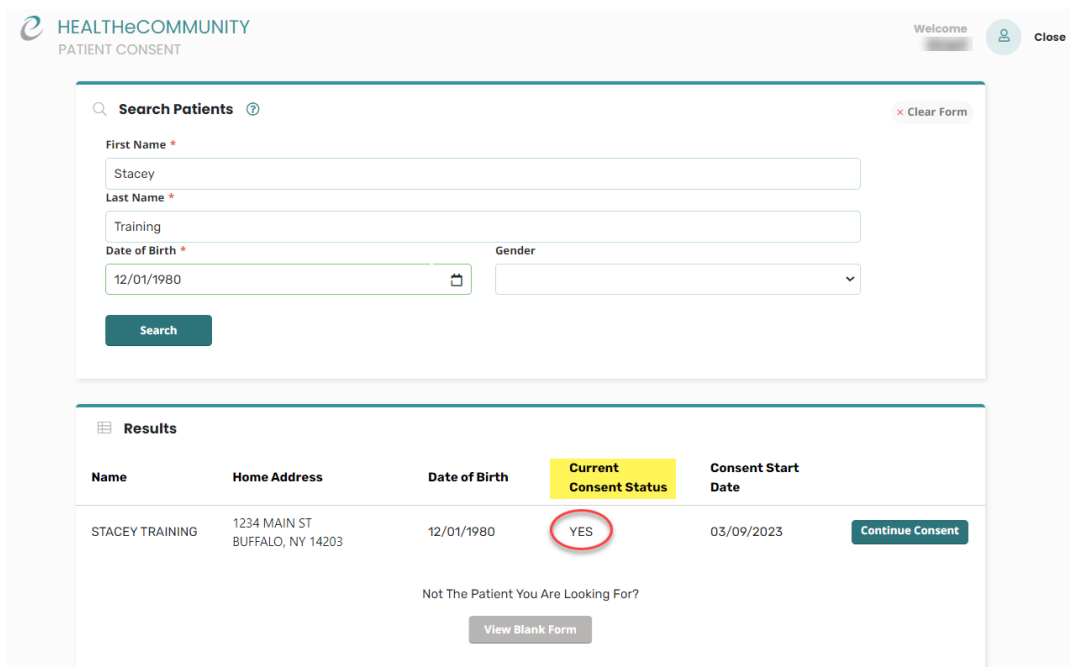 HEALTHeCOMMUNITY
PATIENT CONSENT
Welcome
Close
Search Patients ?
× Clear Form
First Name *
Stacey
Last Name *
Training
Date of Birth *
Gender
12/01/1980
Search
Results
Name
Home Address
Date of Birth
Current
Consent Status
Consent Start
Date
STACEY TRAINING
1234 MAIN ST
BUFFALO, NY 14203
12/01/1980
YES
03/09/2023
Continue Consent
Not The Patient You Are Looking For?
View Blank Form